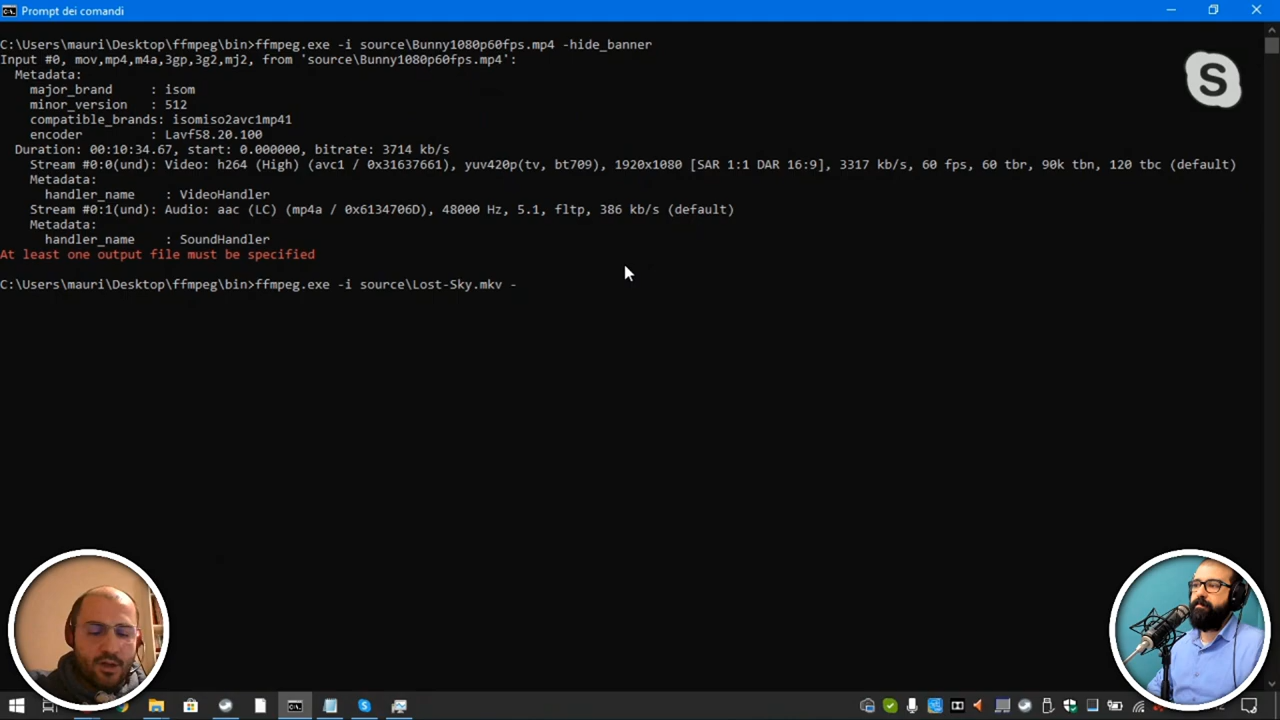 Prompt dei comandi
C:\Users\mauri\Desktop\ffmpeg\bin>ffmpeg.exe -i source\Bunny1080p60fps.mp4 -hide_banner
Input #0, mov,mp4,m4a,3gp,3g2,mj2, from 'source\Bunny1080p60fps.mp4':
Metadata:
major_brand : isom
minor_version : 512
compatible_brands: isomiso2avc1mp41
encoder : Lavf58.20.100
Duration: 00:10:34.67, start: 0.000000, bitrate: 3714 kb/s
Stream #0:0(und): Video: h264 (High) (avc1 / 0x31637661), yuv420p(tv, bt709), 1920x1080 [SAR 1:1 DAR 16:9], 3317 kb/s, 60 fps, 60 tbr, 90k tbn, 120 tbc (default)
Metadata:
handler_name : VideoHandler
Stream #0:1(und): Audio: aac (LC) (mp4a / 0x6134706D), 48000 Hz, 5.1, fltp, 386 kb/s (default)
Metadata:
handler_name : SoundHandler
At least one output file must be specified
C:\Users\mauri\Desktop\ffmpeg\bin>ffmpeg.exe -i source\Lost-Sky.mkv -
S